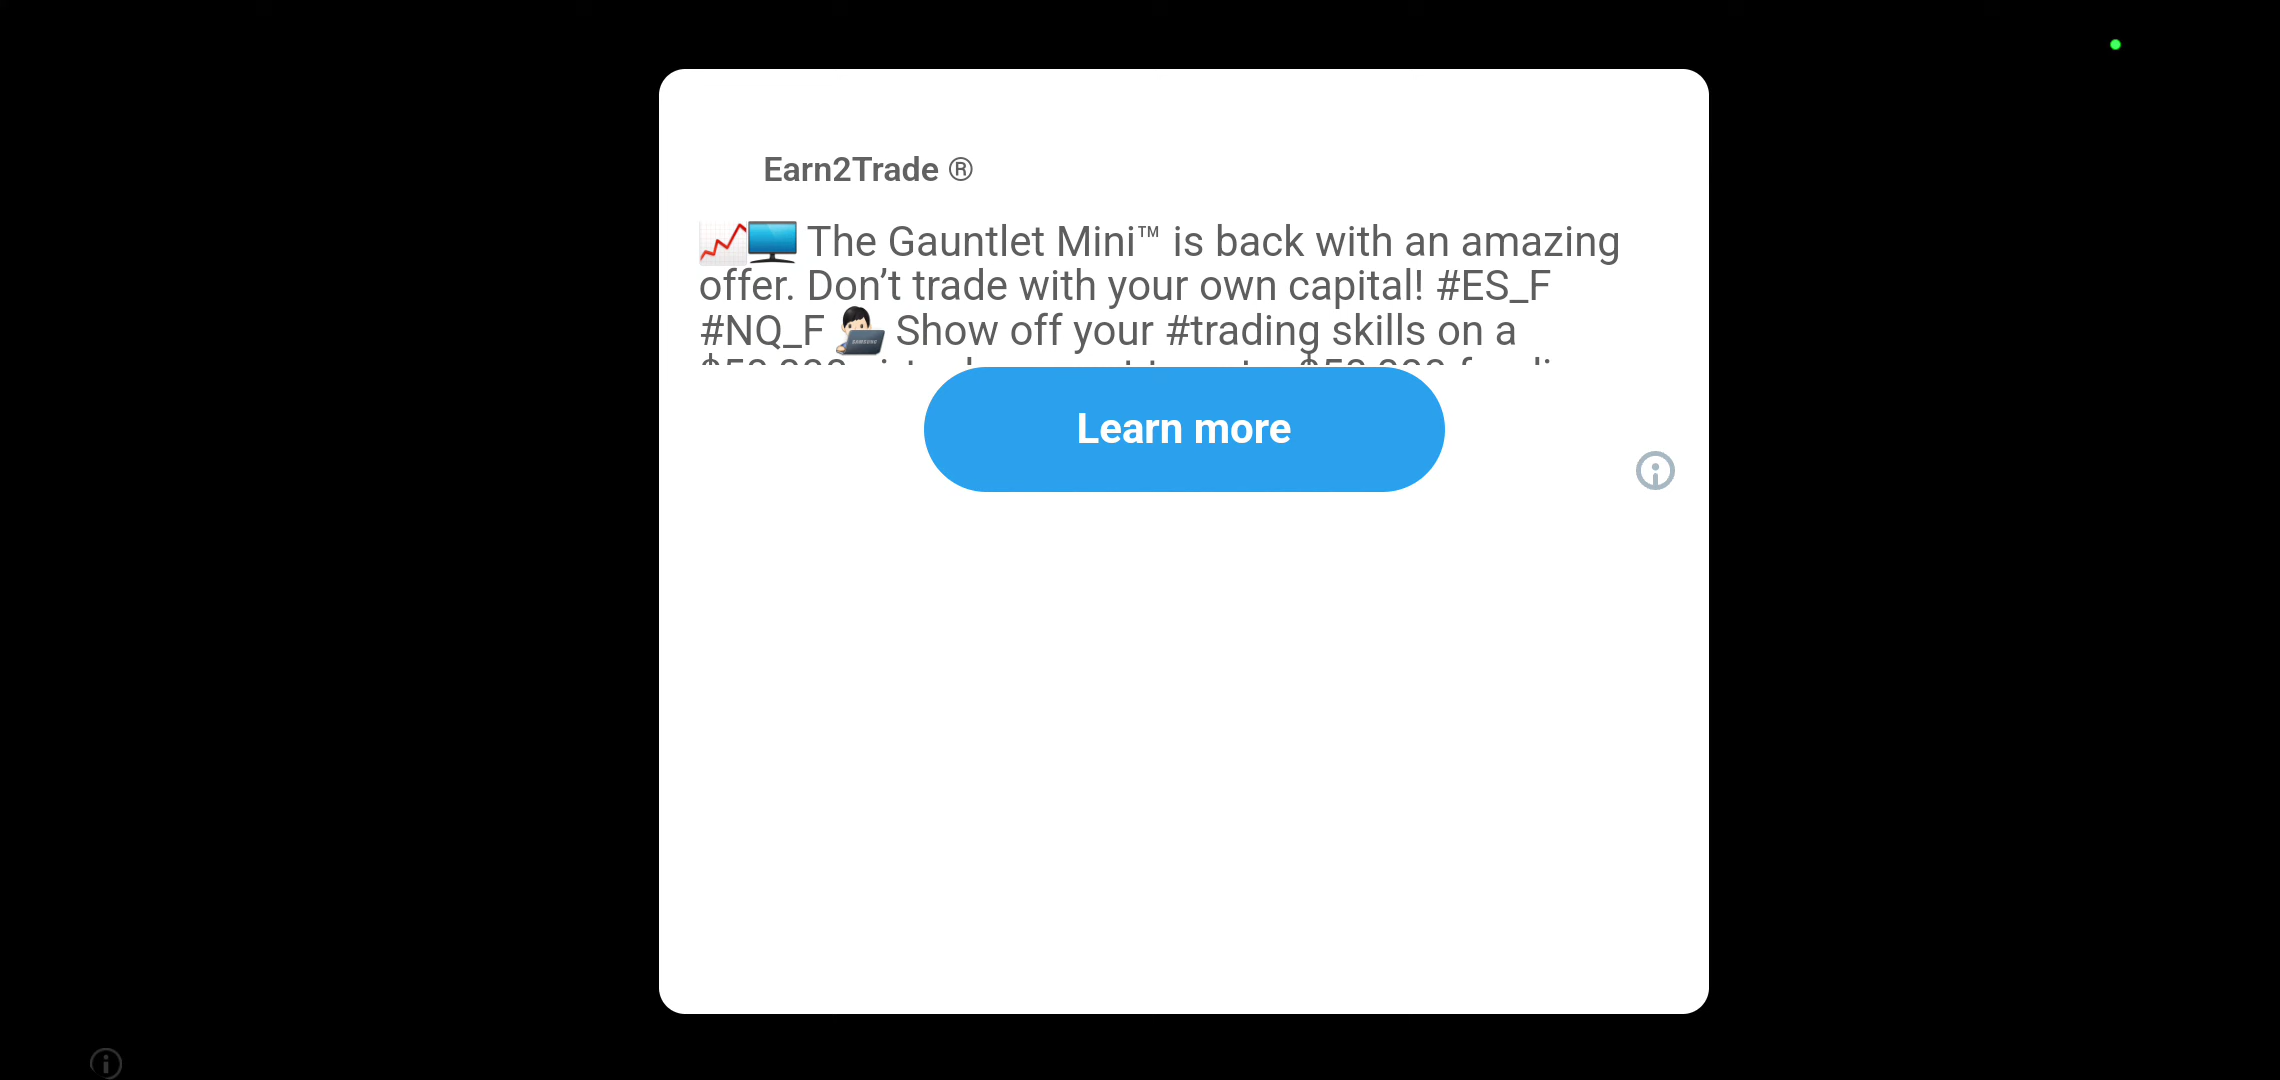 Earn2Trade ®
📈🖥️ The Gauntlet Mini™ is back with an amazing
offer. Don’t trade with your own capital! #ES_F
#NQ_F 👨🏻‍💻 Show off your #trading skills on a
Learn more